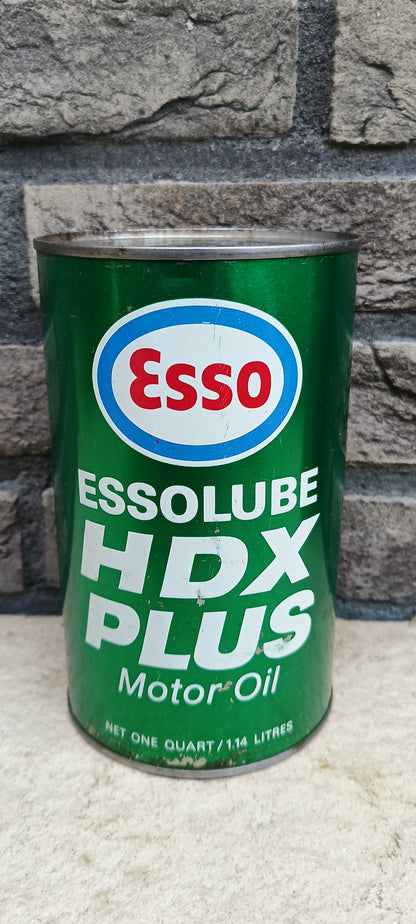 Esso
ESSOLUBE
HDX
PLUS
Motor Oil
NET ONE QUART/1.14 LITRES